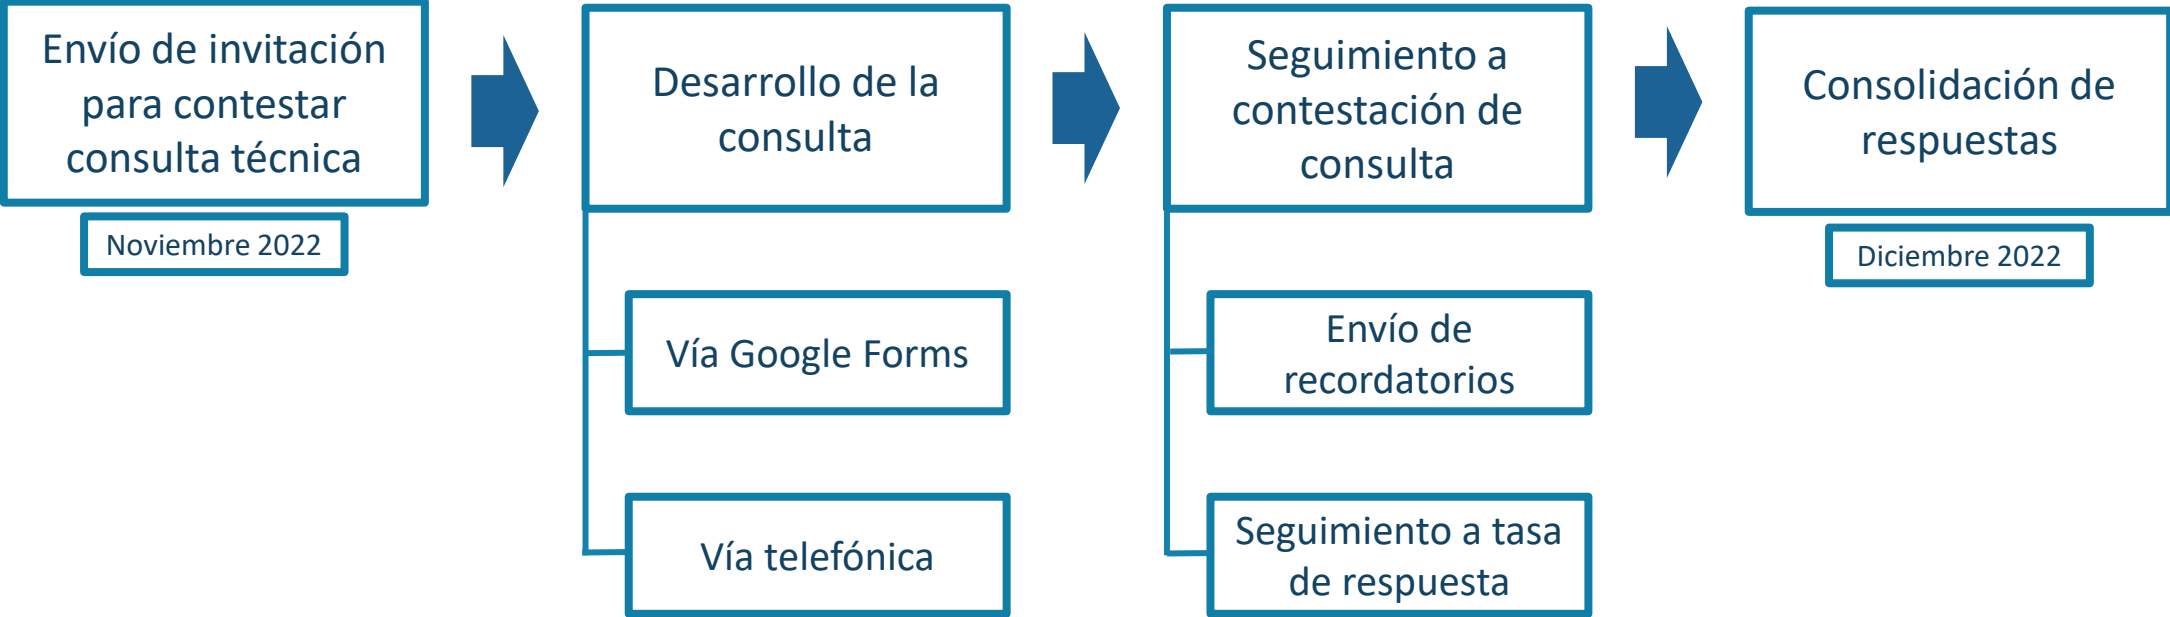 Envío de invitación
para contestar
consulta técnica
Noviembre 2022
Desarrollo de la
consulta
Vía Google Forms
Vía telefónica
Seguimiento a
contestación de
consulta
Envío de
recordatorios
Seguimiento a tasa
de respuesta
Consolidación de
respuestas
Diciembre 2022